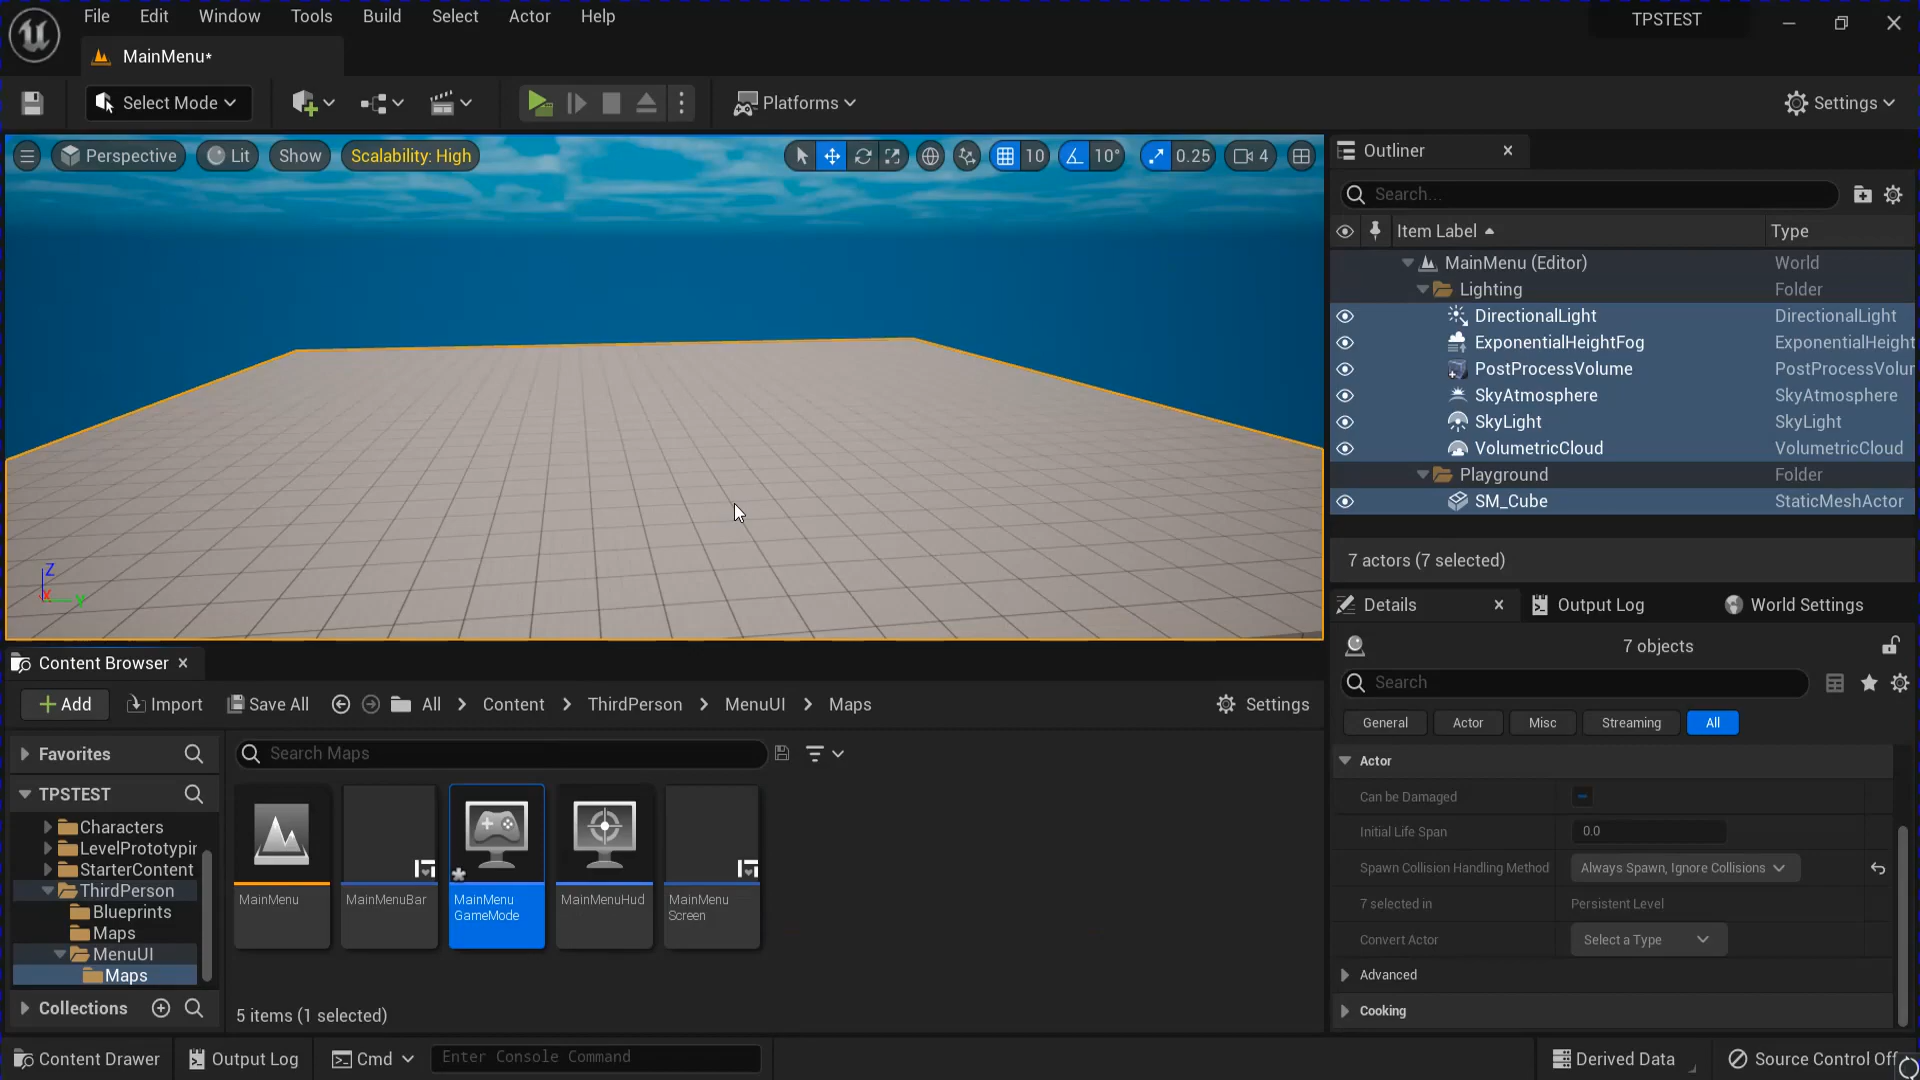 File Edit Window Tools Build Select Actor Help
TPSTEST
MainMenu*
Select Mode
Platforms
Settings
Perspective Lit Show Scalability: High
10 10° 0.25 4
Z
X
Y
Outliner
Search...
Item Label Type
MainMenu (Editor) World
Lighting Folder
DirectionalLight DirectionalLight
ExponentialHeightFog ExponentialHeight
PostProcessVolume PostProcessVolu
SkyAtmosphere SkyAtmosphere
SkyLight SkyLight
VolumetricCloud VolumetricCloud
Playground Folder
SM_Cube StaticMeshActor
7 actors (7 selected)
Details Output Log World Settings
7 objects
Search
General Actor Misc Streaming All
Actor
Can be Damaged
Initial Life Span 0.0
Spawn Collision Handling Method Always Spawn, Ignore Collisions
7 selected in Persistent Level
Convert Actor Select a Type
Advanced
Cooking
Content Browser
Add Import Save All All Content ThirdPerson MenuUI Maps Settings
Favorites
Search Maps
TPSTEST
Characters
LevelPrototypin
StarterContent
ThirdPerson
Blueprints
Maps
MenuUI
Maps
Collections
MainMenu
MainMenuBar
MainMenu
GameMode
MainMenuHud
MainMenu
Screen
5 items (1 selected)
Content Drawer Output Log Cmd Enter Console Command
Derived Data Source Control Off